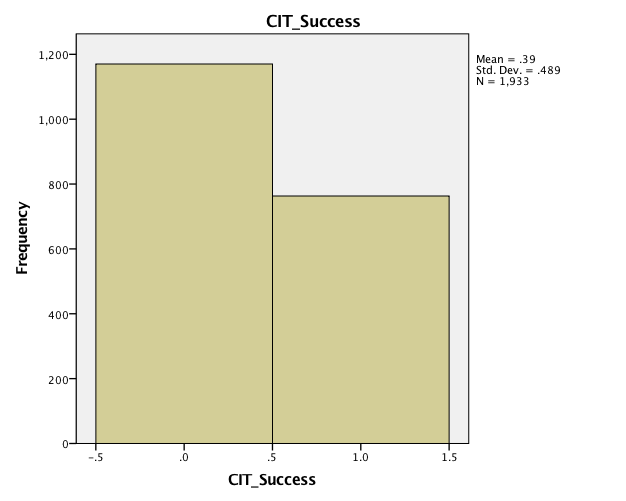 CIT_Success
Mean = .39
Std. Dev. = .489
N = 1,933
1,200
1,000
800
600
400
200
0
Frequency
-.5
.0
.5
1.0
1.5
CIT_Success